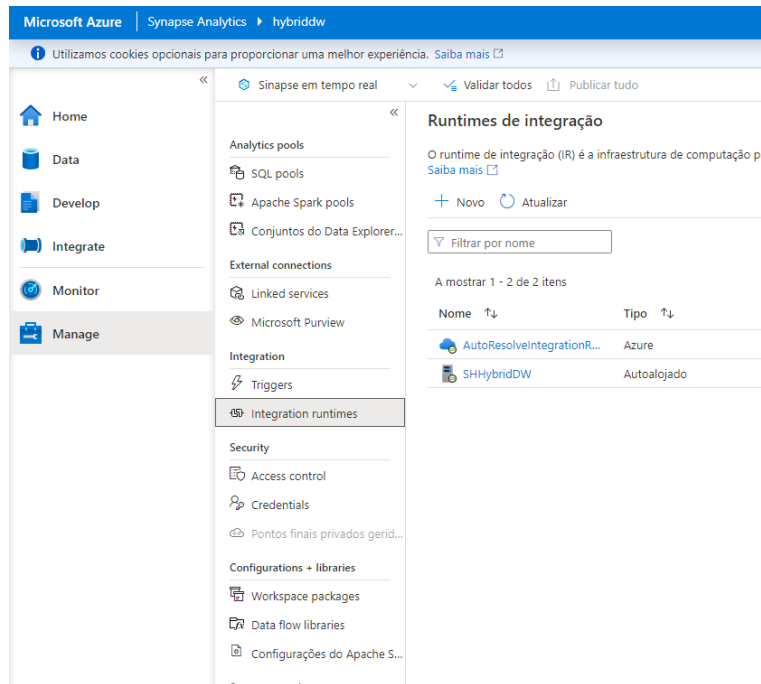 Microsoft Azure Synapse Analytics hybriddw
Utilizamos cookies opcionais para proporcionar uma melhor experiência. Saiba mais
Home
Data
Develop
Integrate
Monitor
Manage
Sinapse em tempo real
Validar todos
Publicar tudo
Analytics pools
SQL pools
Apache Spark pools
Conjuntos do Data Explorer...
External connections
Linked services
Microsoft Purview
Integration
Triggers
Integration runtimes
Security
Access control
Credentials
Pontos finais privados gerid...
Configurations + libraries
Workspace packages
Data flow libraries
Configurações do Apache S...
Runtimes de integração
O runtime de integração (IR) é a infraestrutura de computação p
Saiba mais
Novo Atualizar
Filtrar por nome
A mostrar 1 - 2 de 2 itens
Nome Tipo
AutoResolveIntegrationR... Azure
SHHybridDW Autoalojado